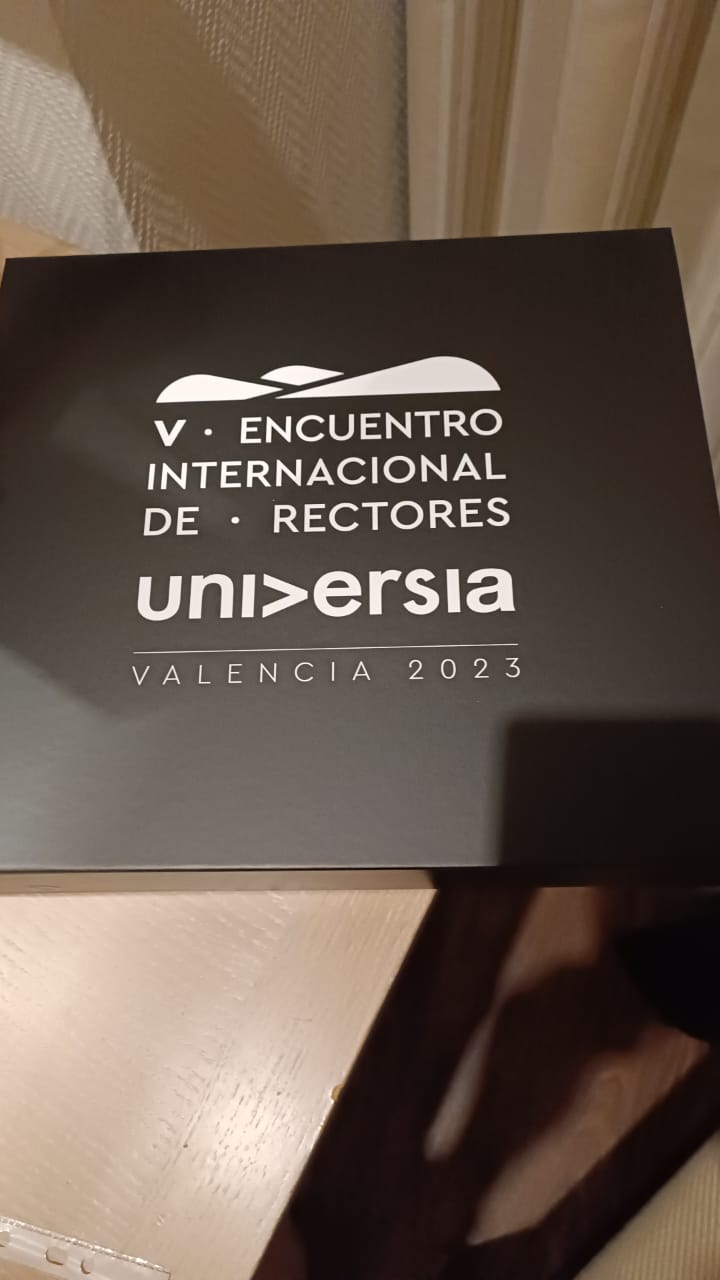 V · ENCUENTRO
INTERNACIONAL
DE · RECTORES
uni>ersia
VALENCIA 2023